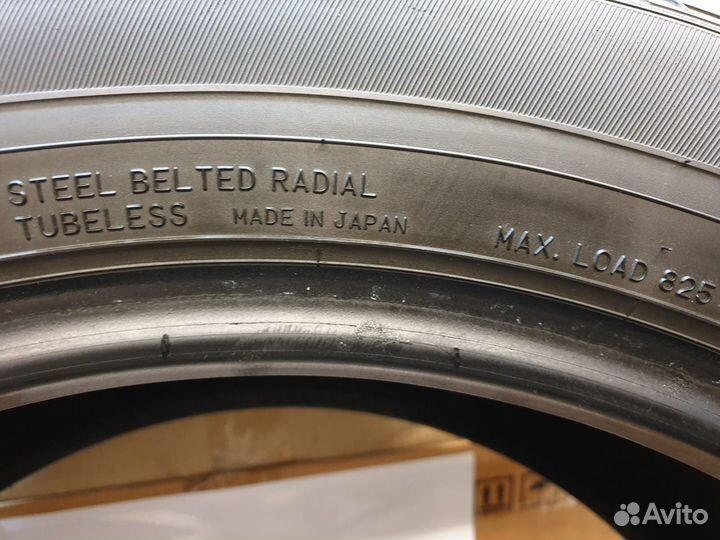 STEEL BELTED RADIAL
TUBELESS MADE IN JAPAN
MAX. LOAD 825
Avito